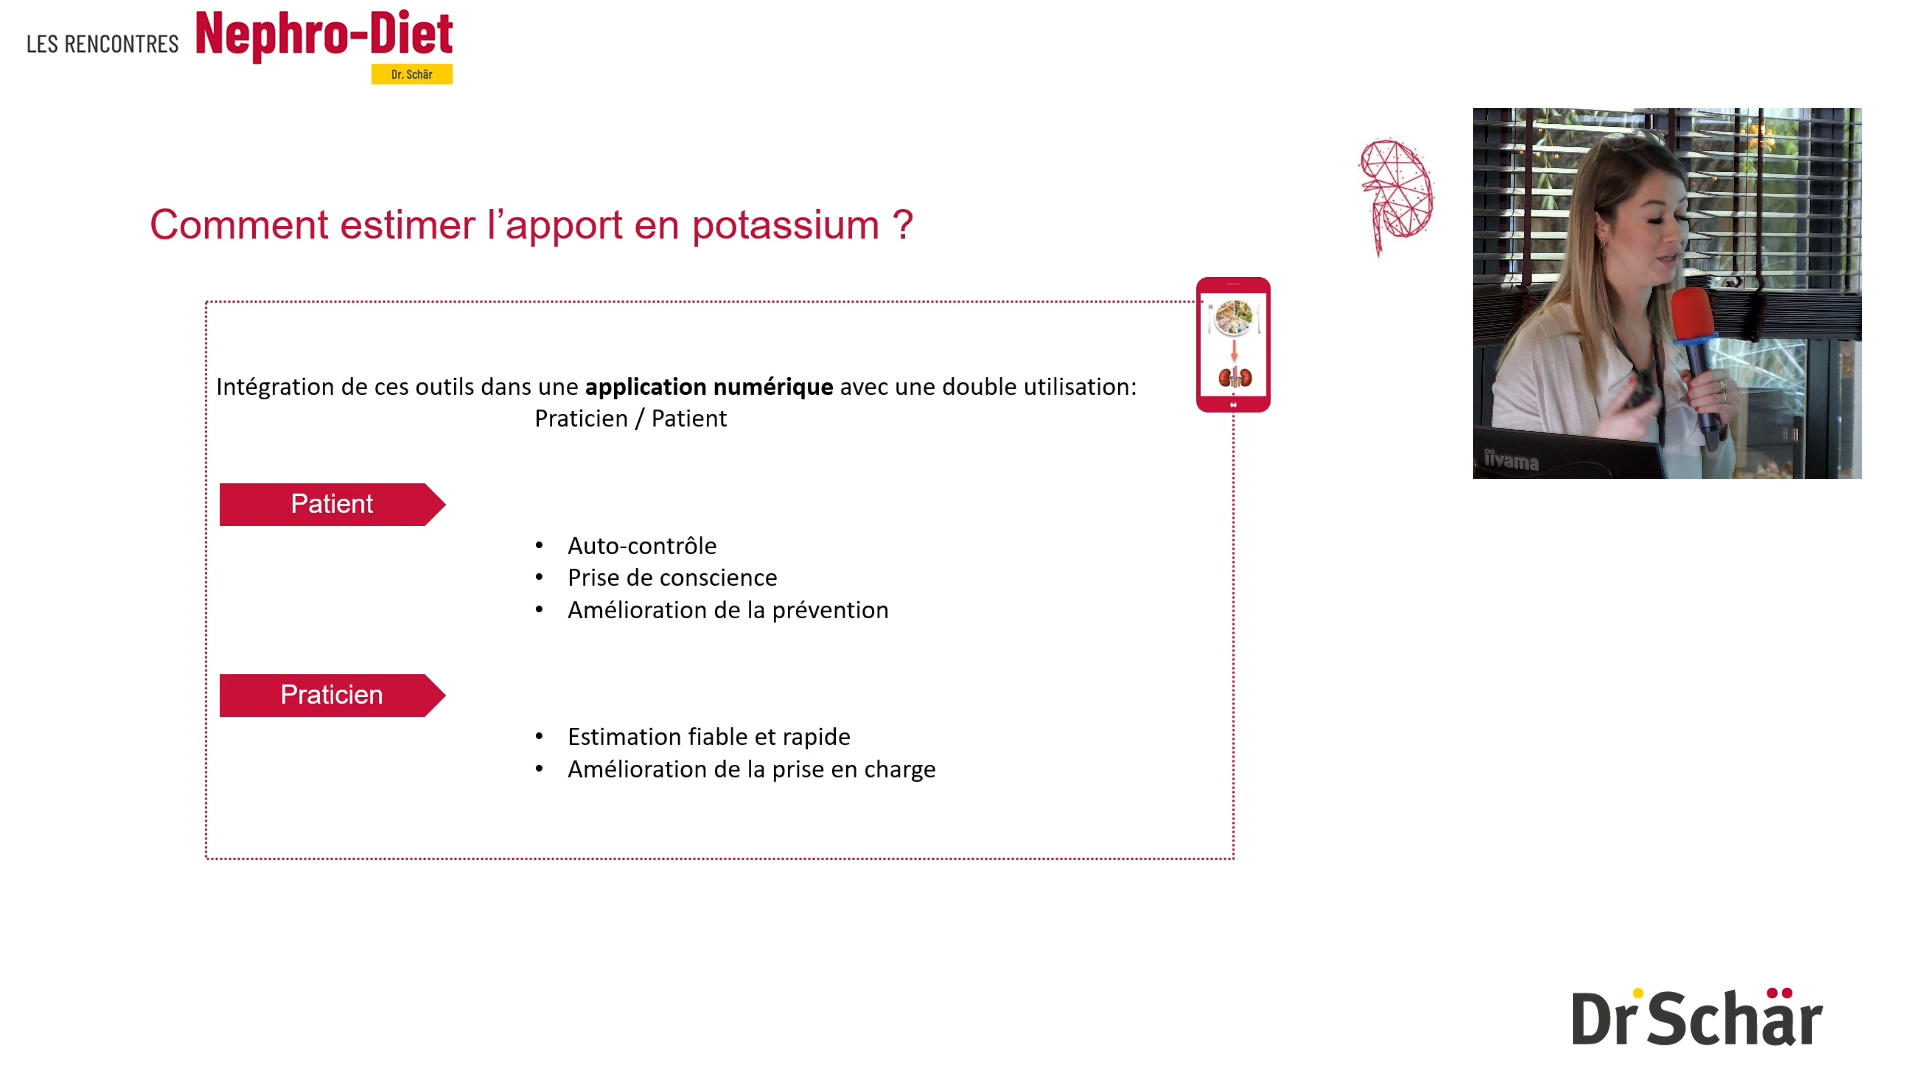 LES RENCONTRES Nephro-Diet
Dr. Schär
Comment estimer l’apport en potassium ?
Intégration de ces outils dans une application numérique avec une double utilisation:
Praticien / Patient
Patient
• Auto-contrôle
• Prise de conscience
• Amélioration de la prévention
Praticien
• Estimation fiable et rapide
• Amélioration de la prise en charge
iiyama
Dr Schär